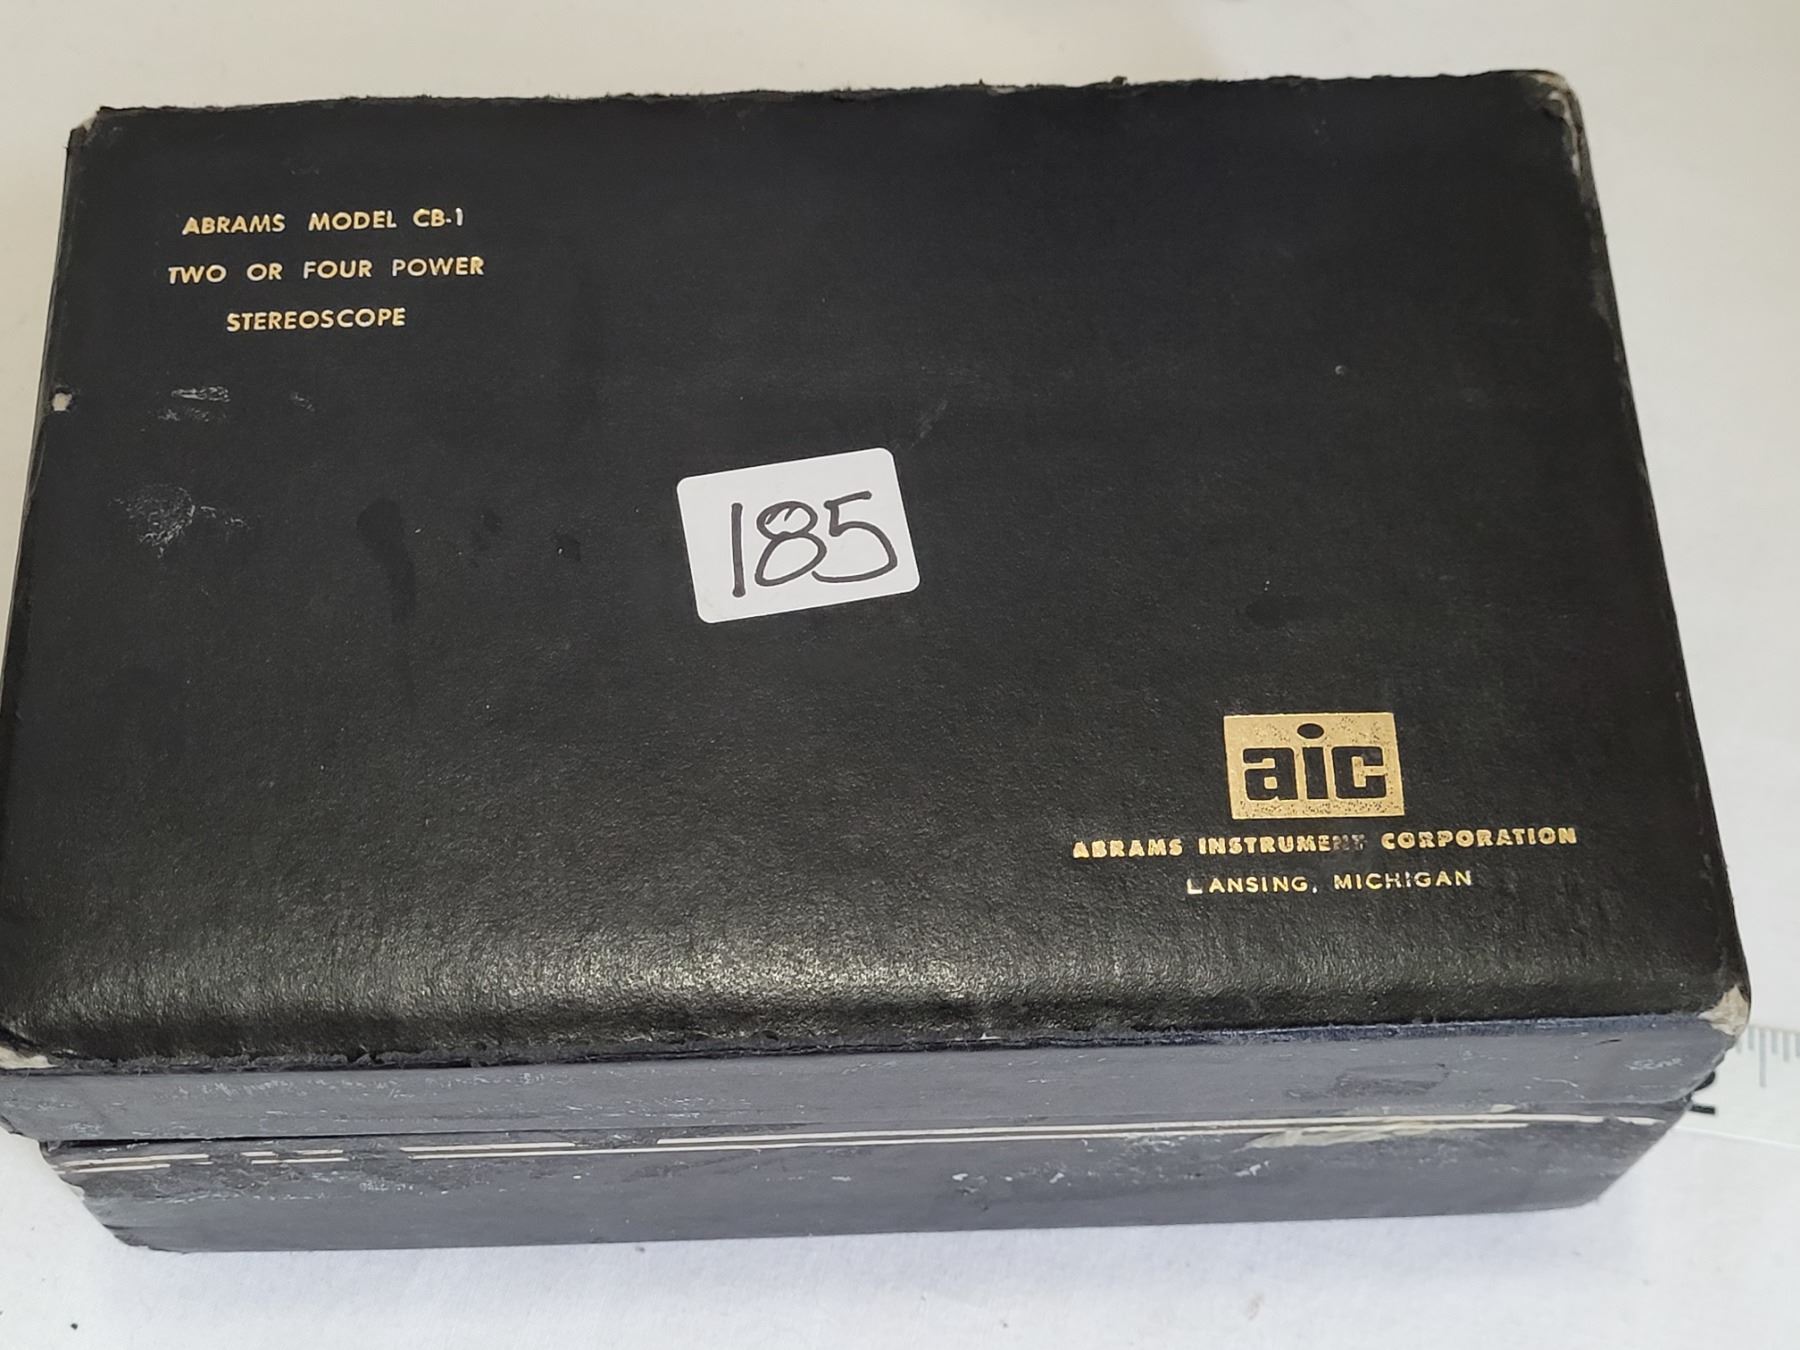 ABRAMS MODEL CB-1
TWO OR FOUR POWER
STEREOSCOPE
185
aic
ABRAMS INSTRUMENT CORPORATION
LANSING, MICHIGAN